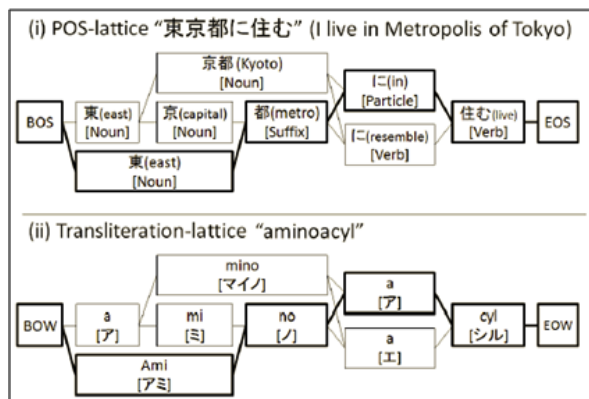 (i) POS-lattice “東京都に住む” (I live in Metropolis of Tokyo)
京都(Kyoto)
[Noun]
に(in)
[Particle]
BOS
東(east)
[Noun]
京(capital)
[Noun]
都(metro)
[Suffix]
住む(live)
[Verb]
EOS
に(resemble)
[Verb]
東(east)
[Noun]
(ii) Transliteration-lattice “aminoacyl”
mino
[マイノ]
a
[ア]
BOW
a
[ア]
mi
[ミ]
no
[ノ]
cyl
[シル]
EOW
a
[エ]
Ami
[アミ]